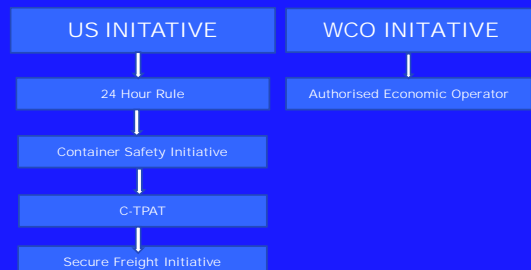 US INITATIVE
24 Hour Rule
Container Safety Initiative
C-TPAT
Secure Freight Initiative
WCO INITATIVE
Authorised Economic Operator